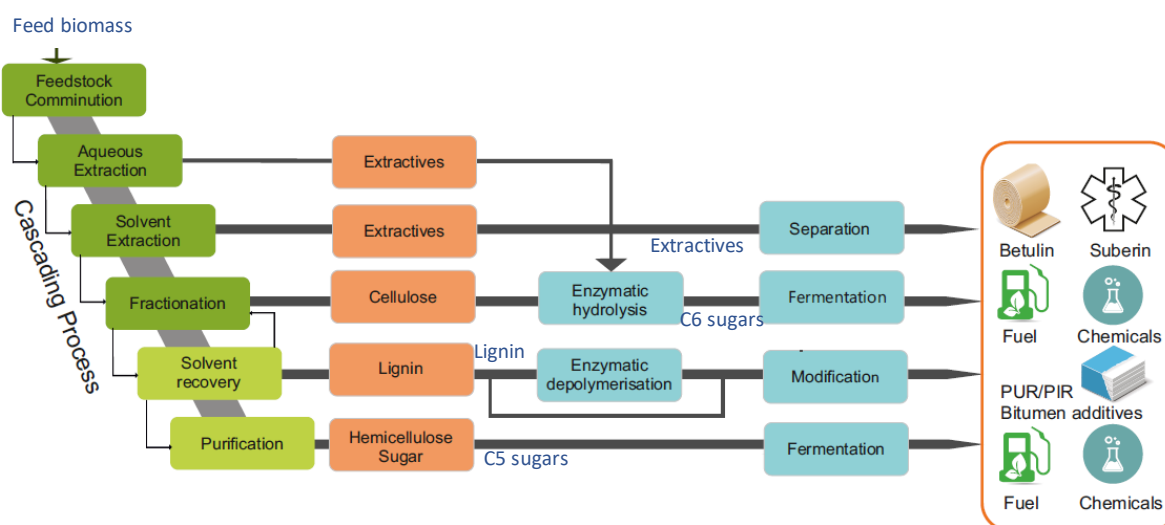 Feed biomass
Feedstock
Comminution
Aqueous
Extraction
Extractives
Solvent
Extraction
Extractives
Extractives
Separation
Betulin
Suberin
Cascading Process
Fractionation
Cellulose
Enzymatic
hydrolysis
C6 sugars
Fermentation
Fuel
Chemicals
Solvent
recovery
Lignin
Lignin
Enzymatic
depolymerisation
Modification
PUR/PIR
Bitumen additives
Purification
Hemicellulose
Sugar
C5 sugars
Fermentation
Fuel
Chemicals